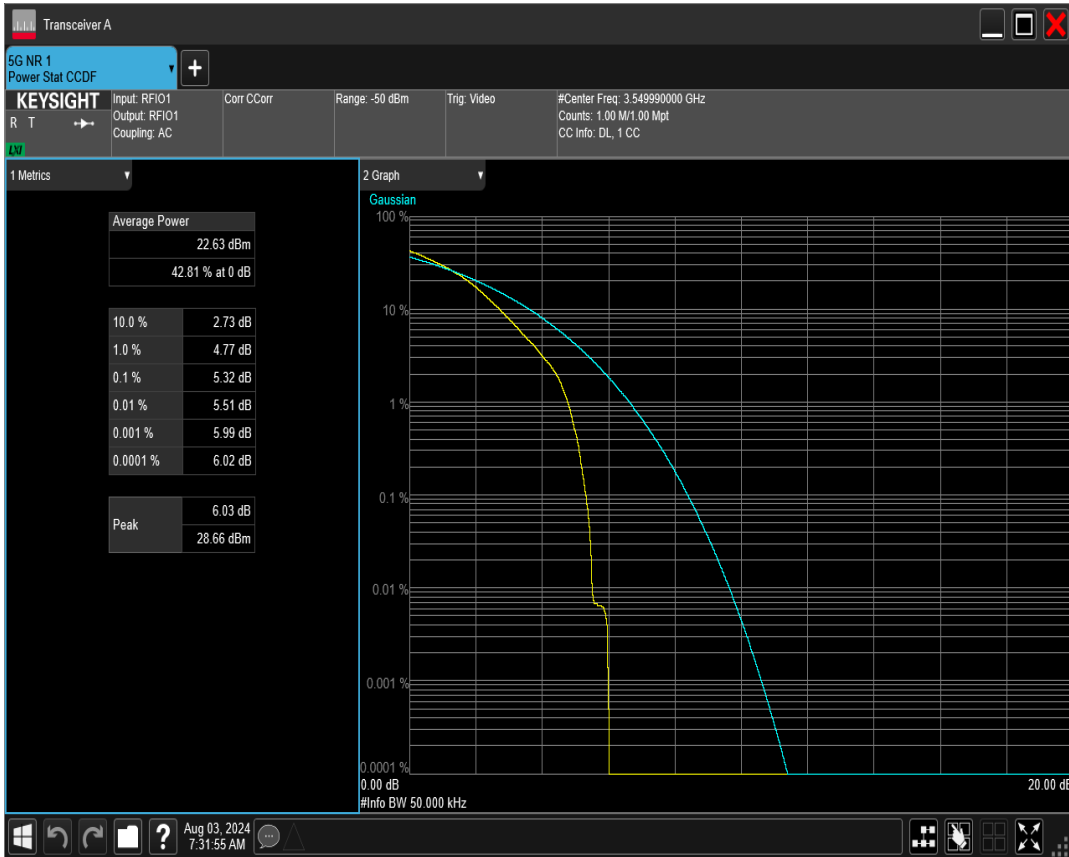 Transceiver A
5G NR 1
Power Stat CCDF
KEYSIGHT
R T
LXI
Input: RFIO1
Output: RFIO1
Coupling: AC
Corr CCorr
Range: -50 dBm
Trig: Video
#Center Freq: 3.549990000 GHz
Counts: 1.00 M/1.00 Mpt
CC Info: DL, 1 CC
1 Metrics
Average Power
22.63 dBm
42.81 % at 0 dB
10.0 % 2.73 dB
1.0 % 4.77 dB
0.1 % 5.32 dB
0.01 % 5.51 dB
0.001 % 5.99 dB
0.0001 % 6.02 dB
Peak 6.03 dB
28.66 dBm
2 Graph
Gaussian
100 %
10 %
1 %
0.1 %
0.01 %
0.001 %
0.0001 %
0.00 dB 20.00 dB
#Info BW 50.000 kHz
?
Aug 03, 2024
7:31:55 AM